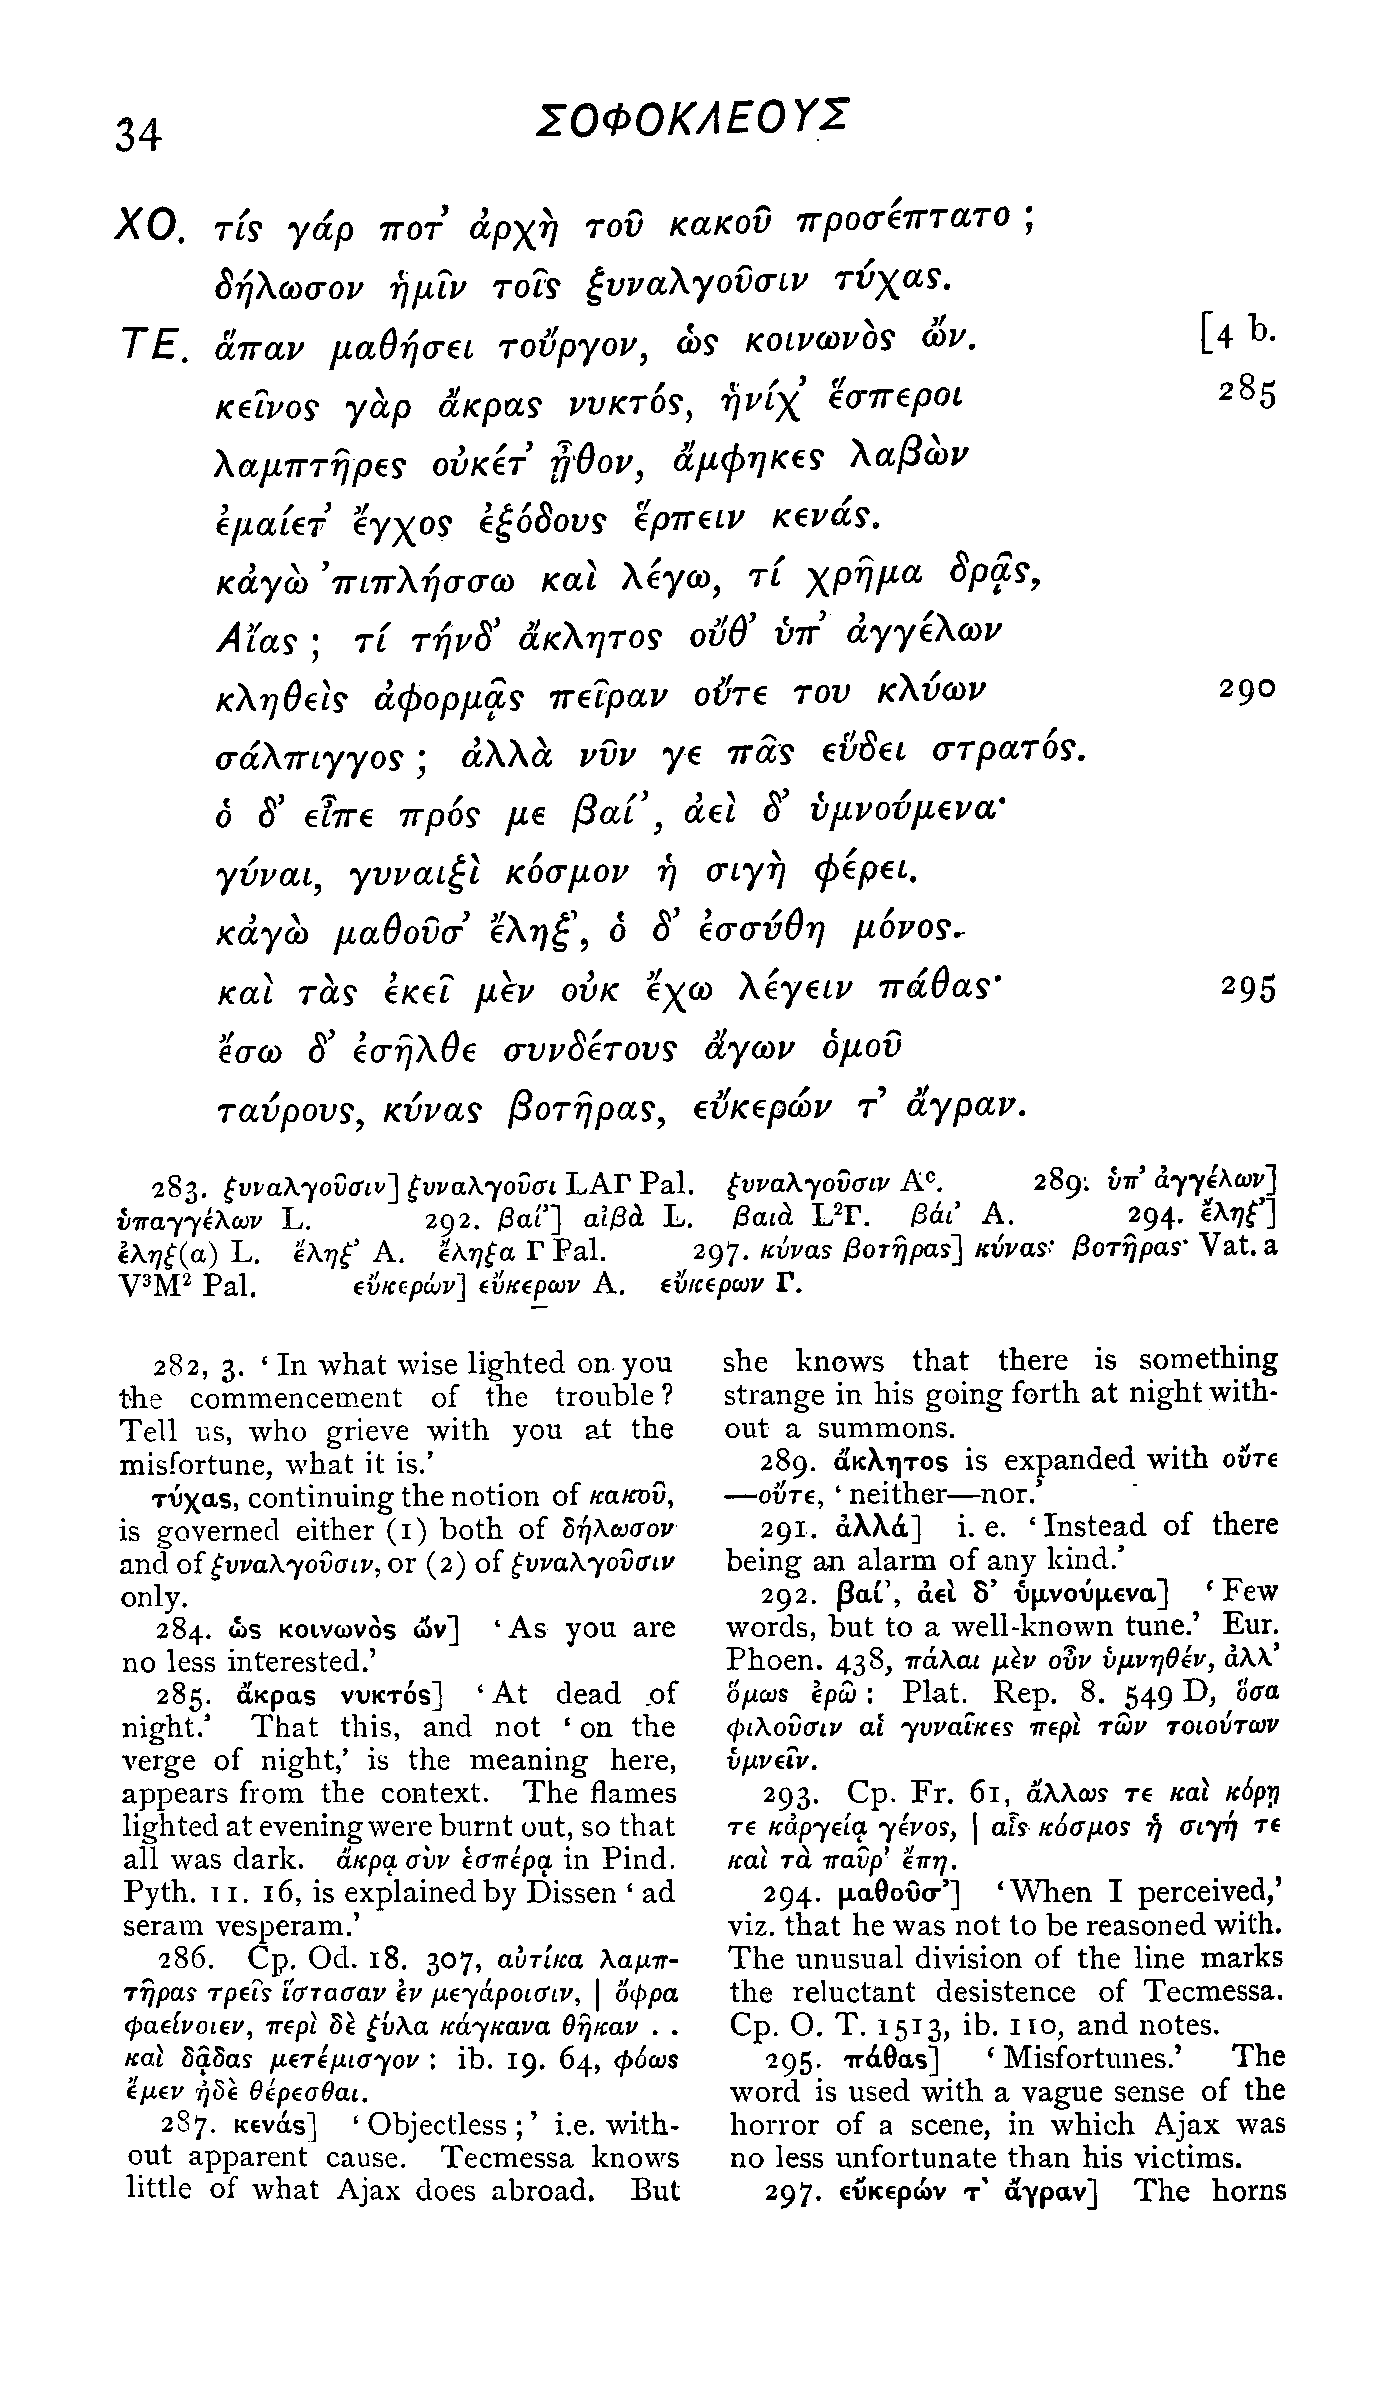 34
ΣΟΦΟΚΛΕΟΥΣ
ΧΟ. τίς γάρ ποτ’ ἀρχὴ τοῦ κακοῦ προσέπτατο ;
δήλωσον ἡμῖν τοῖς ξυναλγοῦσιν τύχας.
ΤΕ. ἅπαν μαθήσει τοὔργον, ὡς κοινωνὸς ὤν. [4 b.
κεῖνος γὰρ ἄκρας νυκτός, ἡνίχ’ ἕσπεροι 285
λαμπτῆρες οὐκέτ’ ᾖθον, ἄμφηκες λαβὼν
ἐμαίετ’ ἔγχος ἐξόδους ἕρπειν κενάς.
κἀγὼ ’πιπλήσσω καὶ λέγω, τί χρῆμα δρᾷς,
Αἴας ; τί τήνδ’ ἄκλητος οὔθ’ ὑπ’ ἀγγέλων
κληθεὶς ἀφορμᾷς πεῖραν οὔτε του κλύων 290
σάλπιγγος ; ἀλλὰ νῦν γε πᾶς εὕδει στρατός.
ὁ δ’ εἶπε πρός με βαί’, ἀεὶ δ’ ὑμνούμενα·
γύναι, γυναιξὶ κόσμον ἡ σιγὴ φέρει.
κἀγὼ μαθοῦσ’ ἔληξ’, ὁ δ’ ἐσσύθη μόνος.
καὶ τὰς ἐκεῖ μὲν οὐκ ἔχω λέγειν πάθας· 295
ἔσω δ’ ἐσῆλθε συνδέτους ἄγων ὁμοῦ
ταύρους, κύνας βοτῆρας, εὔκερών τ’ ἄγραν.
283. ξυναλγοῦσιν] ξυναλγοῦσι LAΓ Pal. ξυναλγοῦσιν Aᶜ. 289. ὑπ’ ἀγγέλων]
ὑπαγγέλων L. 292. βαί’] αἰβὰ L. βαιὰ L²Γ. βάι’ A. 294. ἔληξ’]
ἐληξ(α) L. ἔληξ’ A. ἔληξα Γ Pal. 297. κύνας βοτῆρας] κύνας· βοτῆρας· Vat. a
V³M² Pal. εὔκερών] εὔκερων A. εὔκερων Γ.
282, 3. ‘ In what wise lighted on you
the commencement of the trouble ?
Tell us, who grieve with you at the
misfortune, what it is.’
τύχας, continuing the notion of κακοῦ,
is governed either (1) both of δήλωσον
and of ξυναλγοῦσιν, or (2) of ξυναλγοῦσιν
only.
284. ὡς κοινωνὸς ὤν] ‘ As you are
no less interested.’
285. ἄκρας νυκτός] ‘ At dead of
night.’ That this, and not ‘ on the
verge of night,’ is the meaning here,
appears from the context. The flames
lighted at evening were burnt out, so that
all was dark. ἄκρᾳ σὺν ἑσπέρᾳ in Pind.
Pyth. 11. 16, is explained by Dissen ‘ ad
seram vesperam.’
286. Cp. Od. 18. 307, αὐτίκα λαμπ-
τῆρας τρεῖς ἵστασαν ἐν μεγάροισιν, | ὄφρα
φαείνοιεν, περὶ δὲ ξύλα κάγκανα θῆκαν . .
καὶ δᾷδας μετέμισγον : ib. 19. 64, φόως
ἔμεν ἠδὲ θέρεσθαι.
287. κενάς] ‘ Objectless ;’ i.e. with-
out apparent cause. Tecmessa knows
little of what Ajax does abroad. But
she knows that there is something
strange in his going forth at night with-
out a summons.
289. ἄκλητος is expanded with οὔτε
—οὔτε, ‘ neither—nor.’
291. ἀλλά] i. e. ‘ Instead of there
being an alarm of any kind.’
292. βαί’, ἀεὶ δ’ ὑμνούμενα] ‘ Few
words, but to a well-known tune.’ Eur.
Phoen. 438, πάλαι μὲν οὖν ὑμνηθέν, ἀλλ’
ὅμως ἐρῶ : Plat. Rep. 8. 549 D, ὅσα
φιλοῦσιν αἱ γυναῖκες περὶ τῶν τοιούτων
ὑμνεῖν.
293. Cp. Fr. 61, ἄλλως τε καὶ κόρῃ
τε κἀργείᾳ γένος, | αἷς κόσμος ἡ σιγή τε
καὶ τὰ παῦρ’ ἔπη.
294. μαθοῦσ’] ‘ When I perceived,’
viz. that he was not to be reasoned with.
The unusual division of the line marks
the reluctant desistence of Tecmessa.
Cp. O. T. 1513, ib. 110, and notes.
295. πάθας] ‘ Misfortunes.’ The
word is used with a vague sense of the
horror of a scene, in which Ajax was
no less unfortunate than his victims.
297. εὔκερών τ’ ἄγραν] The horns